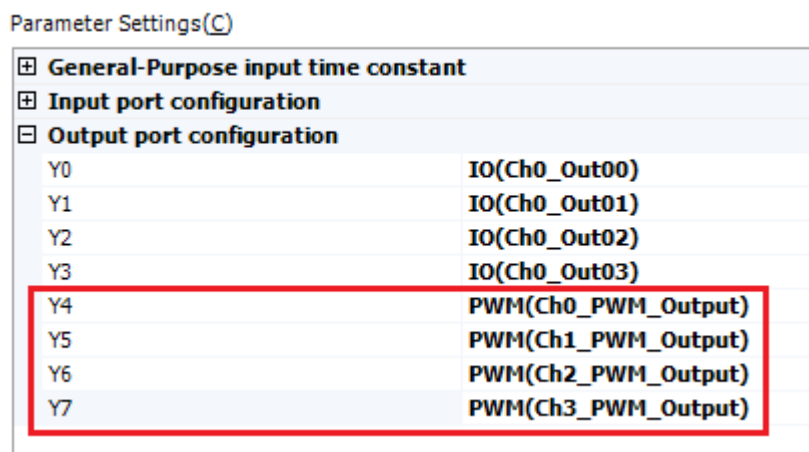 Parameter Settings(C)
General-Purpose input time constant
Input port configuration
Output port configuration
Y0 IO(Ch0_Out00)
Y1 IO(Ch0_Out01)
Y2 IO(Ch0_Out02)
Y3 IO(Ch0_Out03)
Y4 PWM(Ch0_PWM_Output)
Y5 PWM(Ch1_PWM_Output)
Y6 PWM(Ch2_PWM_Output)
Y7 PWM(Ch3_PWM_Output)